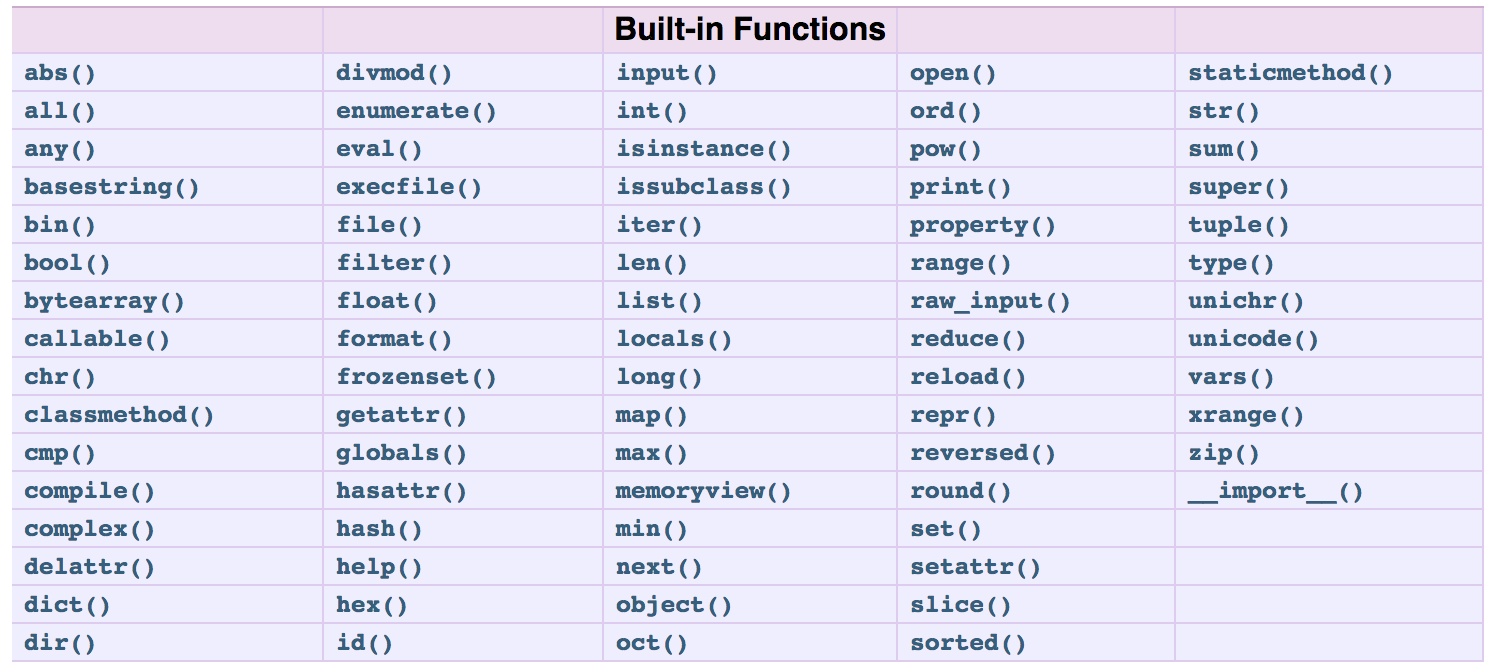 Built-in Functions
abs() divmod() input() open() staticmethod()
all() enumerate() int() ord() str()
any() eval() isinstance() pow() sum()
basestring() execfile() issubclass() print() super()
bin() file() iter() property() tuple()
bool() filter() len() range() type()
bytearray() float() list() raw_input() unichr()
callable() format() locals() reduce() unicode()
chr() frozenset() long() reload() vars()
classmethod() getattr() map() repr() xrange()
cmp() globals() max() reversed() zip()
compile() hasattr() memoryview() round() __import__()
complex() hash() min() set()
delattr() help() next() setattr()
dict() hex() object() slice()
dir() id() oct() sorted()